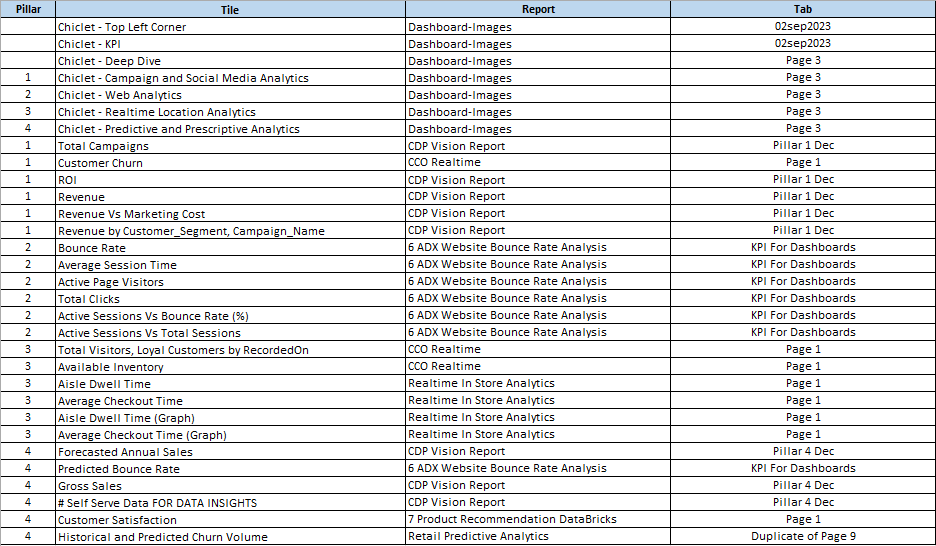 Pillar Tile Report Tab
Chiclet - Top Left Corner Dashboard-Images 02sep2023
Chiclet - KPI Dashboard-Images 02sep2023
Chiclet - Deep Dive Dashboard-Images Page 3
1 Chiclet - Campaign and Social Media Analytics Dashboard-Images Page 3
2 Chiclet - Web Analytics Dashboard-Images Page 3
3 Chiclet - Realtime Location Analytics Dashboard-Images Page 3
4 Chiclet - Predictive and Prescriptive Analytics Dashboard-Images Page 3
1 Total Campaigns CDP Vision Report Pillar 1 Dec
1 Customer Churn CCO Realtime Page 1
1 ROI CDP Vision Report Pillar 1 Dec
1 Revenue CDP Vision Report Pillar 1 Dec
1 Revenue Vs Marketing Cost CDP Vision Report Pillar 1 Dec
1 Revenue by Customer_Segment, Campaign_Name CDP Vision Report Pillar 1 Dec
2 Bounce Rate 6 ADX Website Bounce Rate Analysis KPI For Dashboards
2 Average Session Time 6 ADX Website Bounce Rate Analysis KPI For Dashboards
2 Active Page Visitors 6 ADX Website Bounce Rate Analysis KPI For Dashboards
2 Total Clicks 6 ADX Website Bounce Rate Analysis KPI For Dashboards
2 Active Sessions Vs Bounce Rate (%) 6 ADX Website Bounce Rate Analysis KPI For Dashboards
2 Active Sessions Vs Total Sessions 6 ADX Website Bounce Rate Analysis KPI For Dashboards
3 Total Visitors, Loyal Customers by RecordedOn CCO Realtime Page 1
3 Available Inventory CCO Realtime Page 1
3 Aisle Dwell Time Realtime In Store Analytics Page 1
3 Average Checkout Time Realtime In Store Analytics Page 1
3 Aisle Dwell Time (Graph) Realtime In Store Analytics Page 1
3 Average Checkout Time (Graph) Realtime In Store Analytics Page 1
4 Forecasted Annual Sales CDP Vision Report Pillar 4 Dec
4 Predicted Bounce Rate 6 ADX Website Bounce Rate Analysis KPI For Dashboards
4 Gross Sales CDP Vision Report Pillar 4 Dec
4 # Self Serve Data FOR DATA INSIGHTS CDP Vision Report Pillar 4 Dec
4 Customer Satisfaction 7 Product Recommendation DataBricks Page 1
4 Historical and Predicted Churn Volume Retail Predictive Analytics Duplicate of Page 9